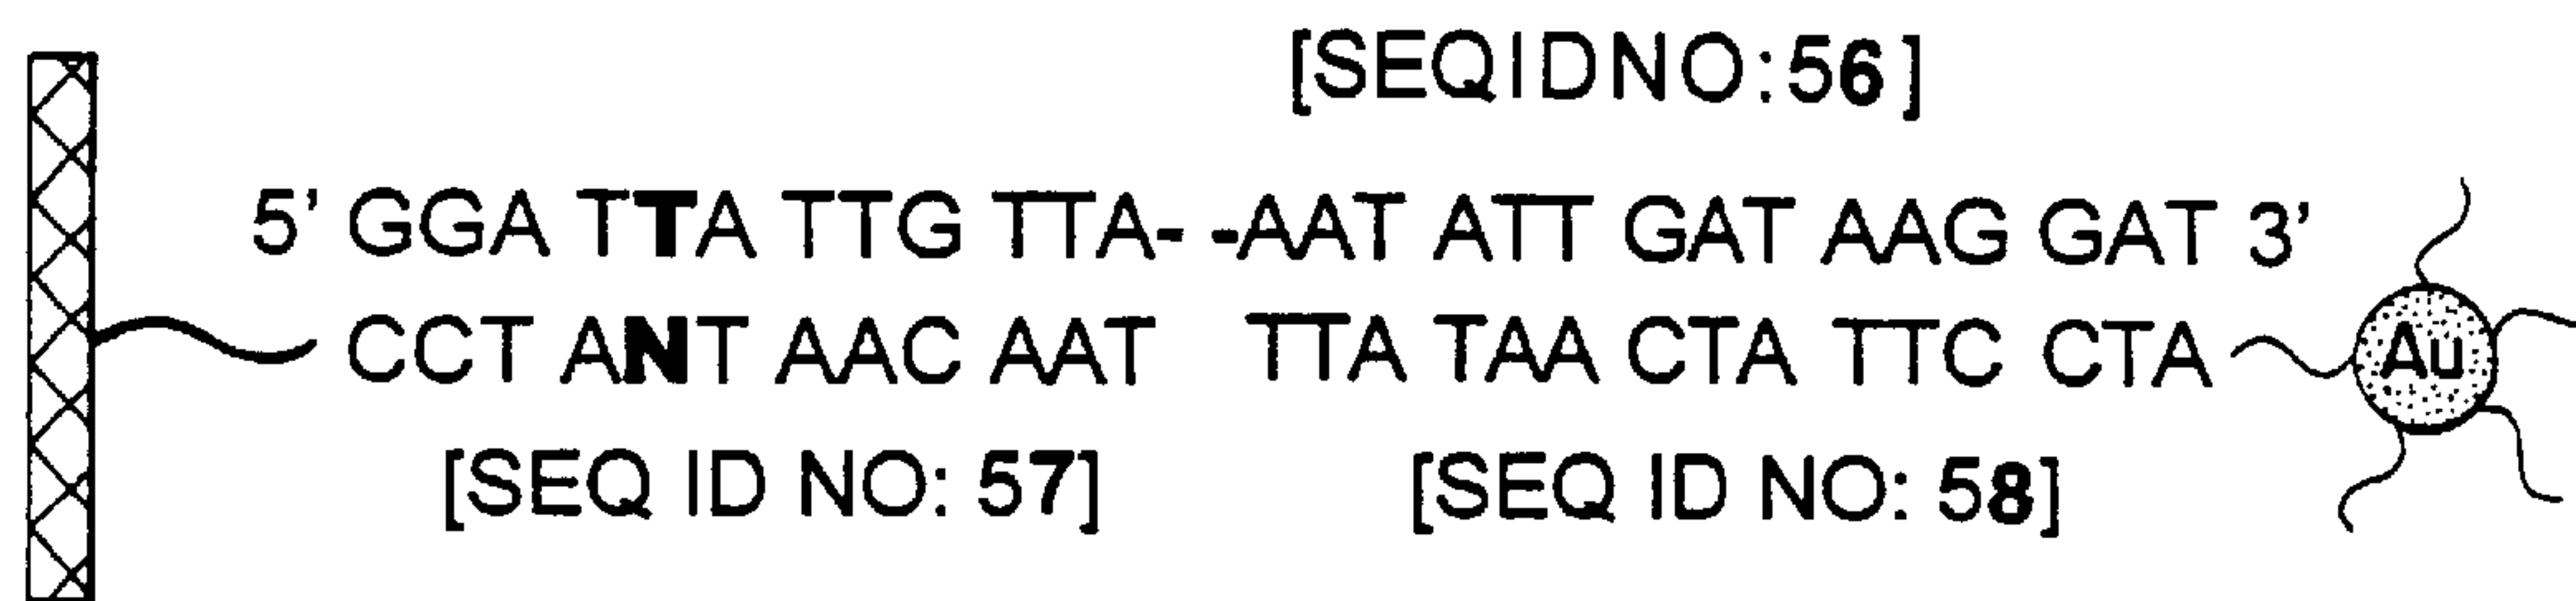 [SEQIDNO:56]
5' GGA TTA TTG TTA- -AAT ATT GAT AAG GAT 3'
CCT ANT AAC AAT TTA TAA CTA TTC CTA Au
[SEQ ID NO: 57] [SEQ ID NO: 58]